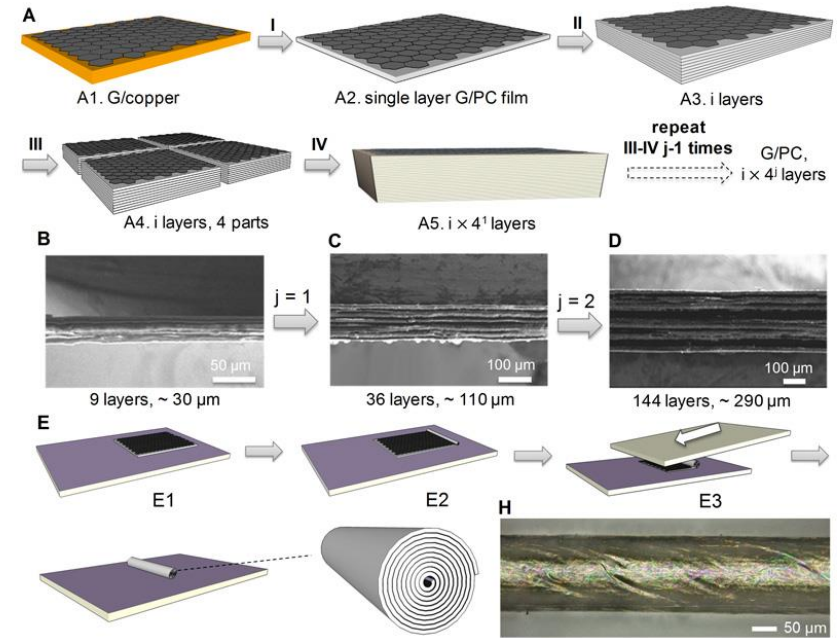 A
I
II
A1. G/copper
A2. single layer G/PC film
A3. i layers
III
IV
repeat
III-IV j-1 times
G/PC,
i × 4ʲ layers
A4. i layers, 4 parts
A5. i × 4¹ layers
B
C
D
j = 1
j = 2
50 µm
100 µm
100 µm
9 layers, ~ 30 µm
36 layers, ~ 110 µm
144 layers, ~ 290 µm
E
E1
E2
E3
H
50 µm